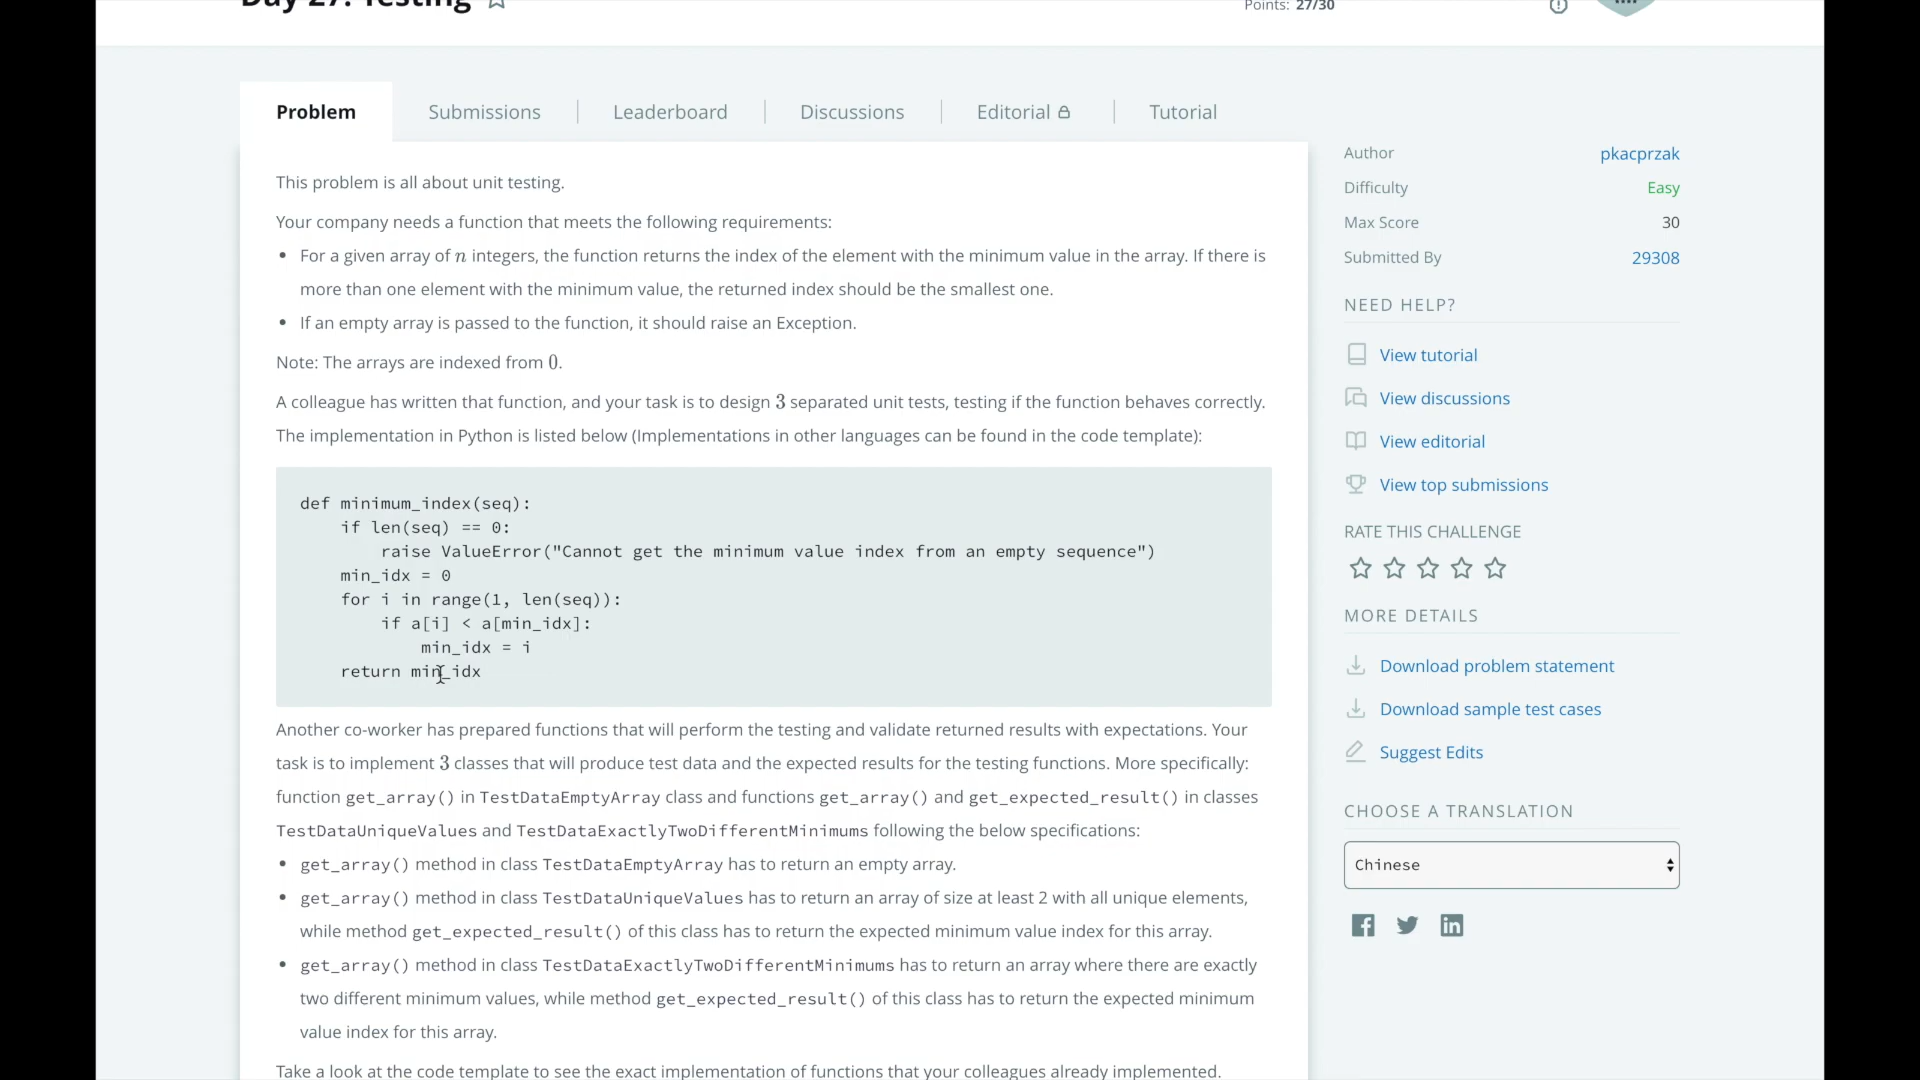 Day 27: Testing
Points: 27/30
Problem
Submissions
Leaderboard
Discussions
Editorial
Tutorial
This problem is all about unit testing.
Your company needs a function that meets the following requirements:
• For a given array of n integers, the function returns the index of the element with the minimum value in the array. If there is
more than one element with the minimum value, the returned index should be the smallest one.
• If an empty array is passed to the function, it should raise an Exception.
Note: The arrays are indexed from 0.
A colleague has written that function, and your task is to design 3 separated unit tests, testing if the function behaves correctly.
The implementation in Python is listed below (Implementations in other languages can be found in the code template):
def minimum_index(seq):
    if len(seq) == 0:
        raise ValueError("Cannot get the minimum value index from an empty sequence")
    min_idx = 0
    for i in range(1, len(seq)):
        if a[i] < a[min_idx]:
            min_idx = i
    return min_idx
Another co-worker has prepared functions that will perform the testing and validate returned results with expectations. Your
task is to implement 3 classes that will produce test data and the expected results for the testing functions. More specifically:
function get_array() in TestDataEmptyArray class and functions get_array() and get_expected_result() in classes
TestDataUniqueValues and TestDataExactlyTwoDifferentMinimums following the below specifications:
• get_array() method in class TestDataEmptyArray has to return an empty array.
• get_array() method in class TestDataUniqueValues has to return an array of size at least 2 with all unique elements,
while method get_expected_result() of this class has to return the expected minimum value index for this array.
• get_array() method in class TestDataExactlyTwoDifferentMinimums has to return an array where there are exactly
two different minimum values, while method get_expected_result() of this class has to return the expected minimum
value index for this array.
Take a look at the code template to see the exact implementation of functions that your colleagues already implemented.
Author pkacprzak
Difficulty Easy
Max Score 30
Submitted By 29308
NEED HELP?
View tutorial
View discussions
View editorial
View top submissions
RATE THIS CHALLENGE
MORE DETAILS
Download problem statement
Download sample test cases
Suggest Edits
CHOOSE A TRANSLATION
Chinese